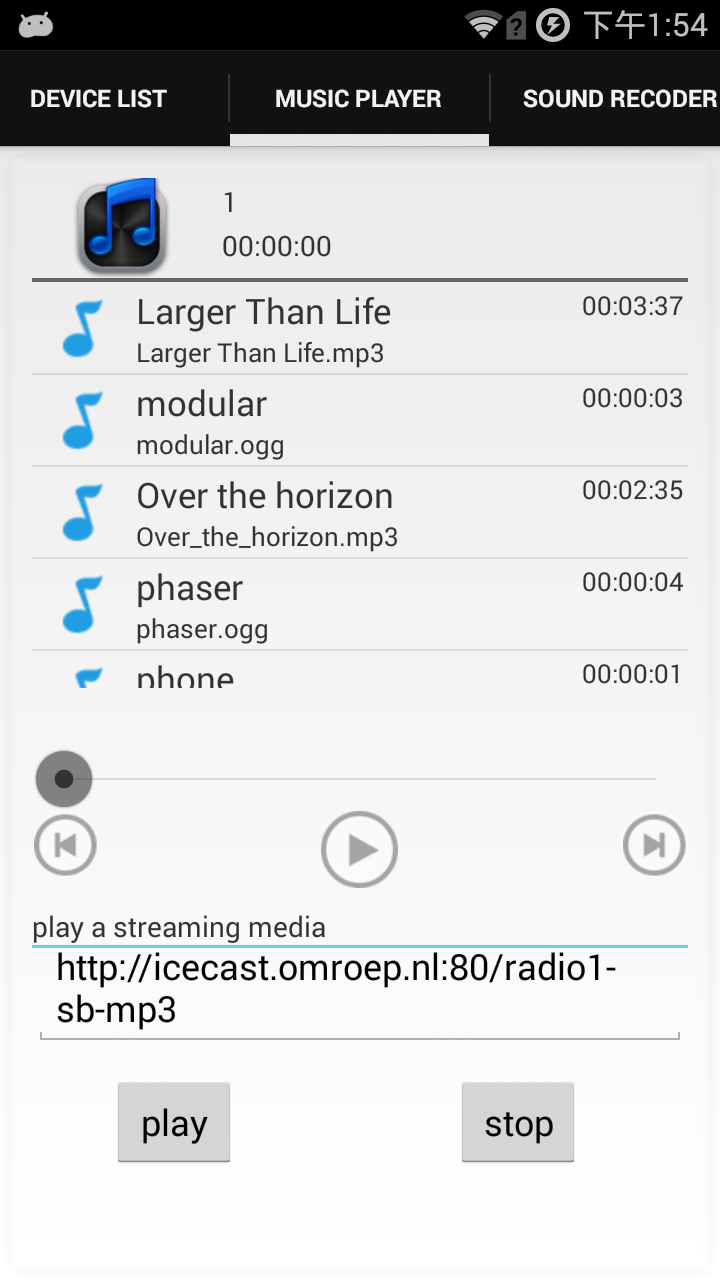 下午1:54
DEVICE LIST
MUSIC PLAYER
SOUND RECODER
1
00:00:00
Larger Than Life
00:03:37
Larger Than Life.mp3
modular
00:00:03
modular.ogg
Over the horizon
00:02:35
Over_the_horizon.mp3
phaser
00:00:04
phaser.ogg
phone
00:00:01
play a streaming media
http://icecast.omroep.nl:80/radio1-
sb-mp3
play
stop